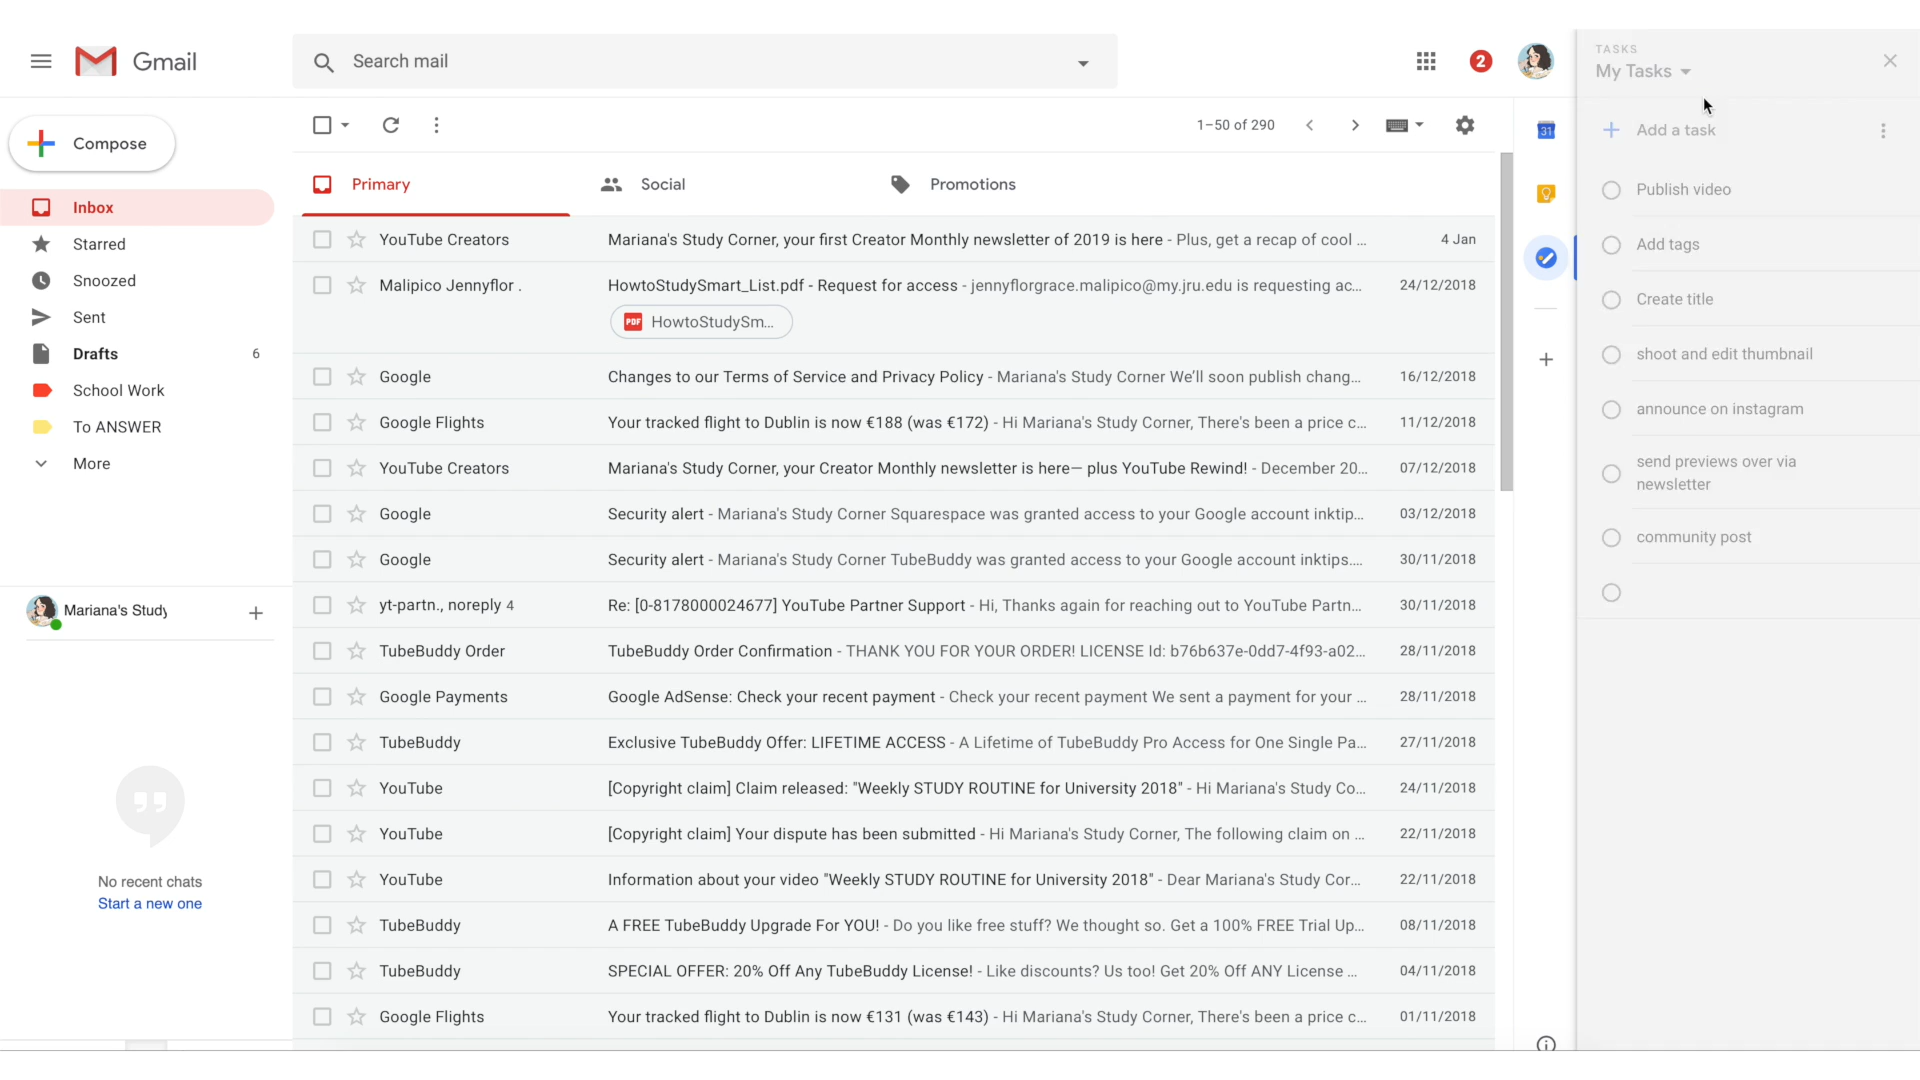 Gmail
Search mail
2
TASKS
My Tasks
Compose
1–50 of 290
31
Add a task
Primary
Social
Promotions
Publish video
Inbox
Starred
Snoozed
Sent
Drafts 6
School Work
To ANSWER
More
YouTube Creators Mariana's Study Corner, your first Creator Monthly newsletter of 2019 is here - Plus, get a recap of cool ... 4 Jan
Malipico Jennyflor . HowtoStudySmart_List.pdf - Request for access - jennyflorgrace.malipico@my.jru.edu is requesting ac... 24/12/2018
PDF HowtoStudySm...
Google Changes to our Terms of Service and Privacy Policy - Mariana's Study Corner We'll soon publish chang... 16/12/2018
Google Flights Your tracked flight to Dublin is now €188 (was €172) - Hi Mariana's Study Corner, There's been a price c... 11/12/2018
YouTube Creators Mariana's Study Corner, your Creator Monthly newsletter is here— plus YouTube Rewind! - December 20... 07/12/2018
Google Security alert - Mariana's Study Corner Squarespace was granted access to your Google account inktip... 03/12/2018
Google Security alert - Mariana's Study Corner TubeBuddy was granted access to your Google account inktips.... 30/11/2018
yt-partn., noreply 4 Re: [0-8178000024677] YouTube Partner Support - Hi, Thanks again for reaching out to YouTube Partn... 30/11/2018
TubeBuddy Order TubeBuddy Order Confirmation - THANK YOU FOR YOUR ORDER! LICENSE Id: b76b637e-0dd7-4f93-a02... 28/11/2018
Google Payments Google AdSense: Check your recent payment - Check your recent payment We sent a payment for your ... 28/11/2018
TubeBuddy Exclusive TubeBuddy Offer: LIFETIME ACCESS - A Lifetime of TubeBuddy Pro Access for One Single Pa... 27/11/2018
YouTube [Copyright claim] Claim released: "Weekly STUDY ROUTINE for University 2018" - Hi Mariana's Study Co... 24/11/2018
YouTube [Copyright claim] Your dispute has been submitted - Hi Mariana's Study Corner, The following claim on ... 22/11/2018
YouTube Information about your video "Weekly STUDY ROUTINE for University 2018" - Dear Mariana's Study Cor... 22/11/2018
TubeBuddy A FREE TubeBuddy Upgrade For YOU! - Do you like free stuff? We thought so. Get a 100% FREE Trial Up... 08/11/2018
TubeBuddy SPECIAL OFFER: 20% Off Any TubeBuddy License! - Like discounts? Us too! Get 20% Off ANY License ... 04/11/2018
Google Flights Your tracked flight to Dublin is now €131 (was €143) - Hi Mariana's Study Corner, There's been a price c... 01/11/2018
Add tags
Create title
shoot and edit thumbnail
announce on instagram
send previews over via
newsletter
community post
Mariana's Study
No recent chats
Start a new one